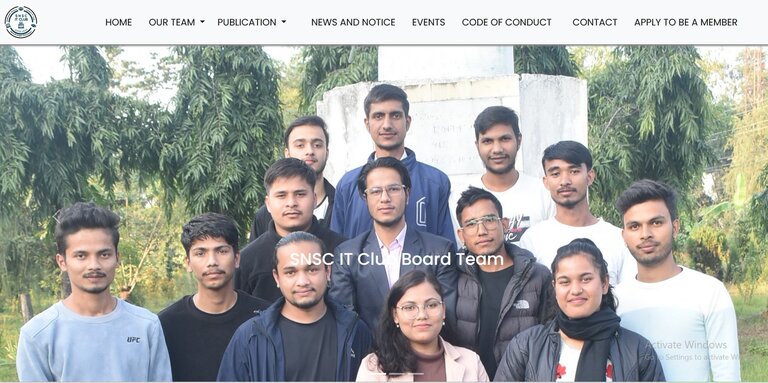 SNSC
IT CLUB
HOME
OUR TEAM
PUBLICATION
NEWS AND NOTICE
EVENTS
CODE OF CONDUCT
CONTACT
APPLY TO BE A MEMBER
SNSC IT Club Board Team
UFC
Activate Windows
Go to Settings to activate Wi